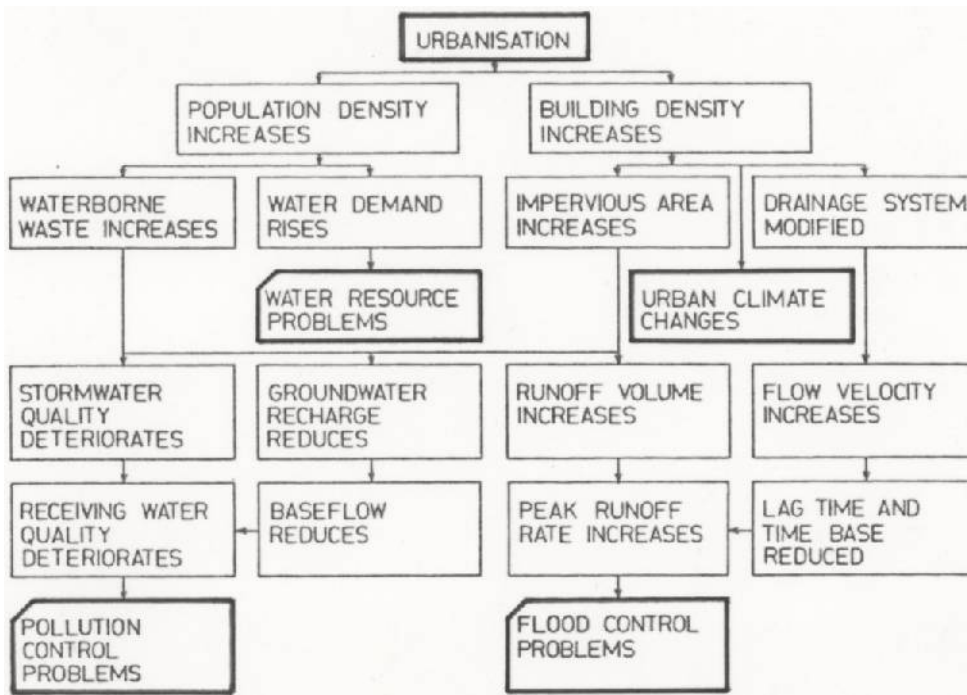 URBANISATION
POPULATION DENSITY
INCREASES
BUILDING DENSITY
INCREASES
WATERBORNE
WASTE INCREASES
WATER DEMAND
RISES
IMPERVIOUS AREA
INCREASES
DRAINAGE SYSTEM
MODIFIED
WATER RESOURCE
PROBLEMS
URBAN CLIMATE
CHANGES
STORMWATER
QUALITY
DETERIORATES
GROUNDWATER
RECHARGE
REDUCES
RUNOFF VOLUME
INCREASES
FLOW VELOCITY
INCREASES
RECEIVING WATER
QUALITY
DETERIORATES
BASEFLOW
REDUCES
PEAK RUNOFF
RATE INCREASES
LAG TIME AND
TIME BASE
REDUCED
POLLUTION
CONTROL
PROBLEMS
FLOOD CONTROL
PROBLEMS